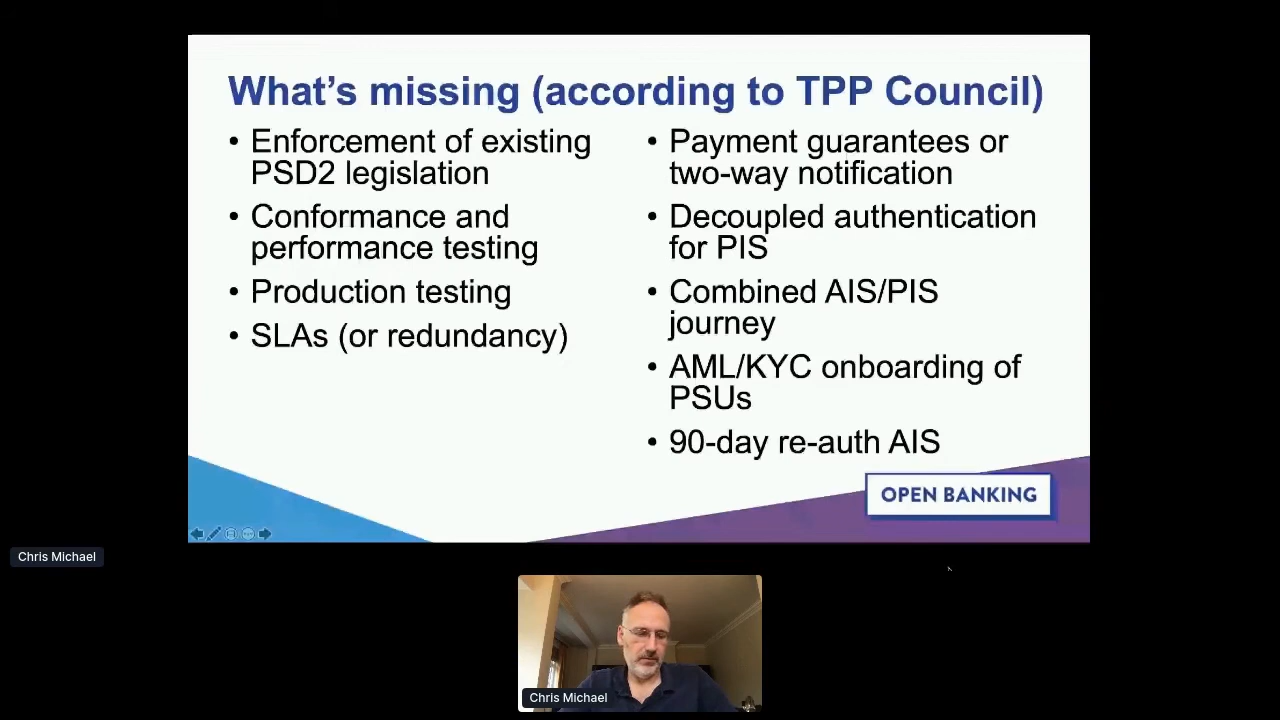 What’s missing (according to TPP Council)
• Enforcement of existing
PSD2 legislation
• Conformance and
performance testing
• Production testing
• SLAs (or redundancy)
• Payment guarantees or
two-way notification
• Decoupled authentication
for PIS
• Combined AIS/PIS
journey
• AML/KYC onboarding of
PSUs
• 90-day re-auth AIS
OPEN BANKING
Chris Michael
Chris Michael